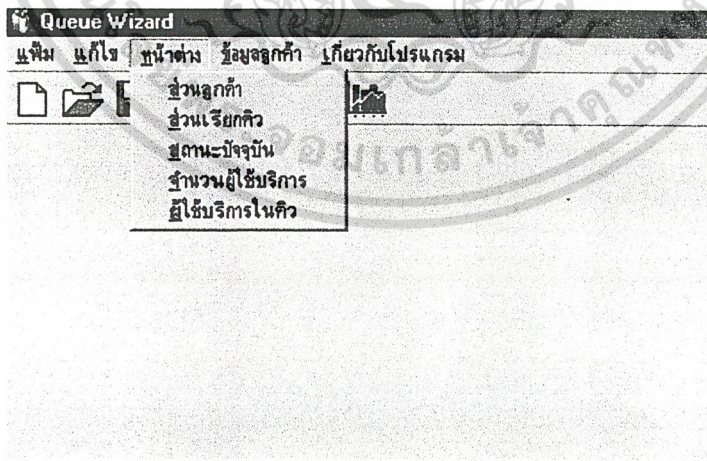 Queue Wizard
แฟ้ม แก้ไข หน้าต่าง ข้อมูลลูกค้า เกี่ยวกับโปรแกรม
ส่วนลูกค้า
ส่วนเรียกคิว
สถานะปัจจุบัน
จำนวนผู้ใช้บริการ
ผู้ใช้บริการในคิว